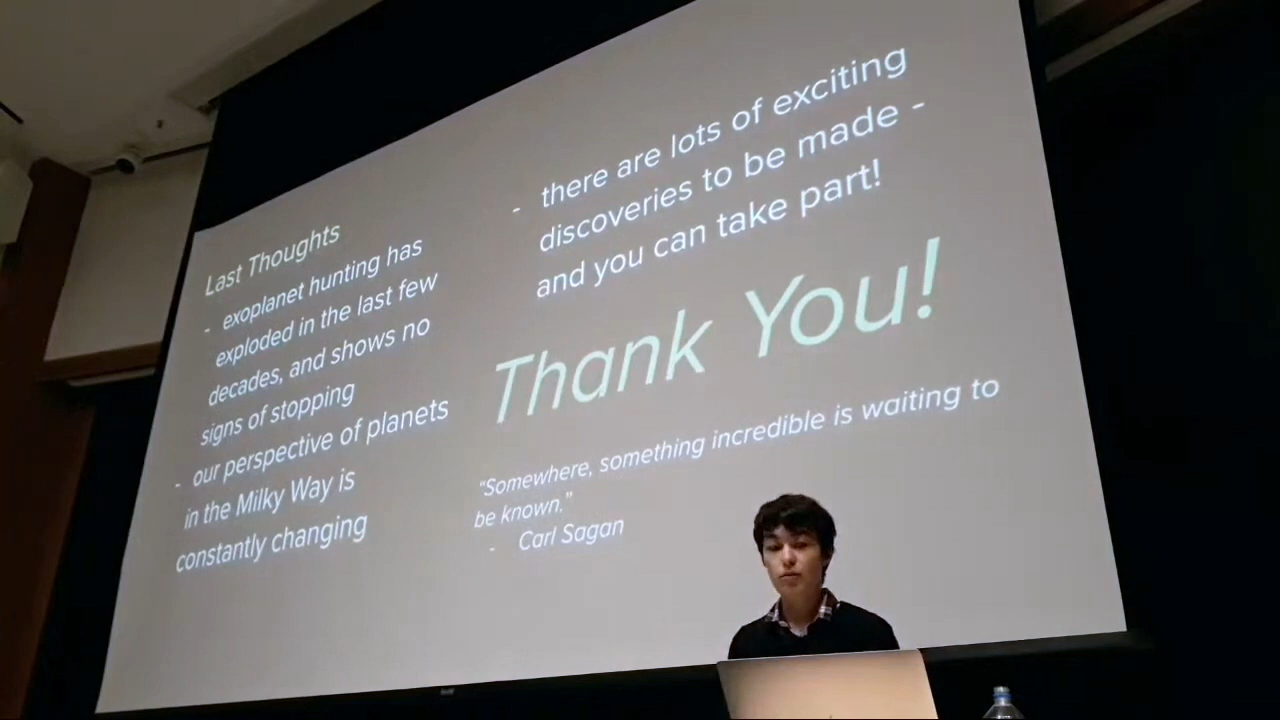 Last Thoughts
- exoplanet hunting has
exploded in the last few
decades, and shows no
signs of stopping
- our perspective of planets
in the Milky Way is
constantly changing
- there are lots of exciting
discoveries to be made -
and you can take part!
Thank You!
"Somewhere, something incredible is waiting to
be known."
- Carl Sagan